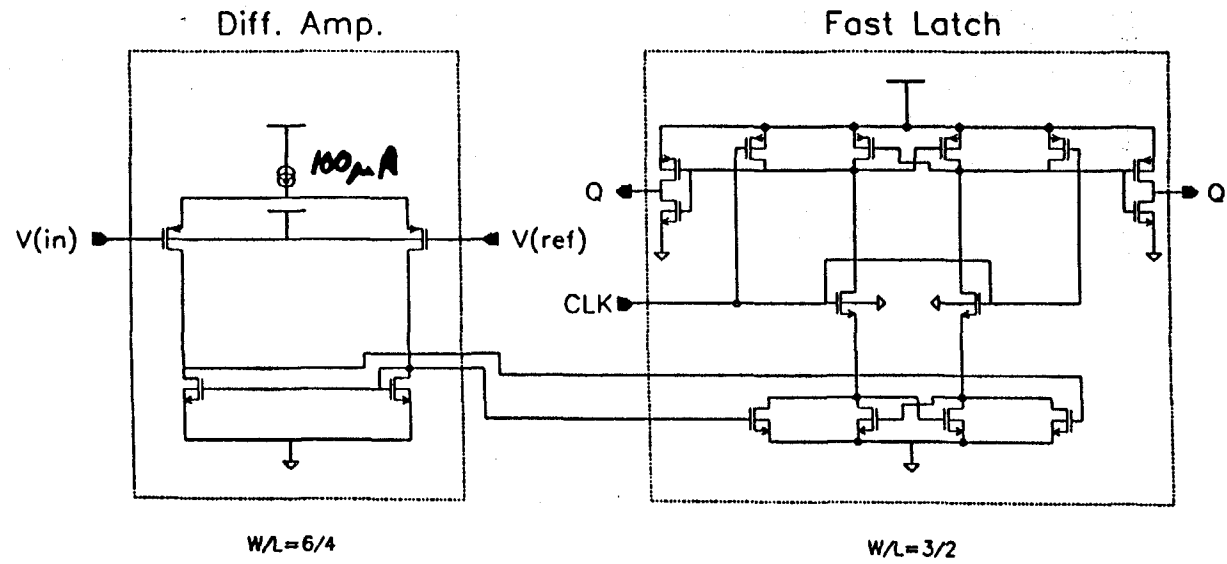 Diff. Amp.
Fast Latch
100μA
V(in)
V(ref)
Q
Q
CLK
W/L=6/4
W/L=3/2